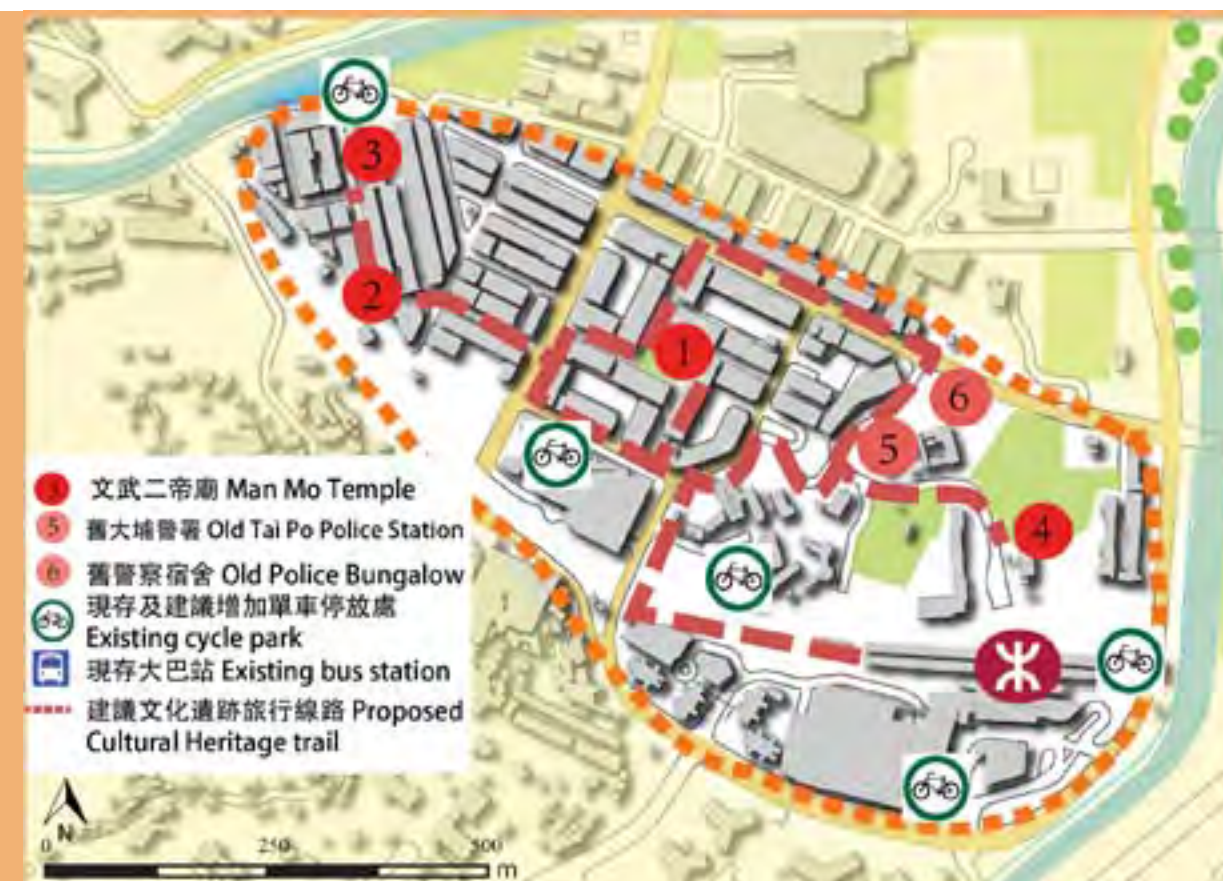 3
2
1
6
5
4
3 文武二帝廟 Man Mo Temple
5 舊大埔警署 Old Tai Po Police Station
6 舊警察宿舍 Old Police Bungalow
現存及建議增加單車停放處
Existing cycle park
現存大巴站 Existing bus station
建議文化遺跡旅行線路 Proposed
Cultural Heritage trail
N
0 250 500
m